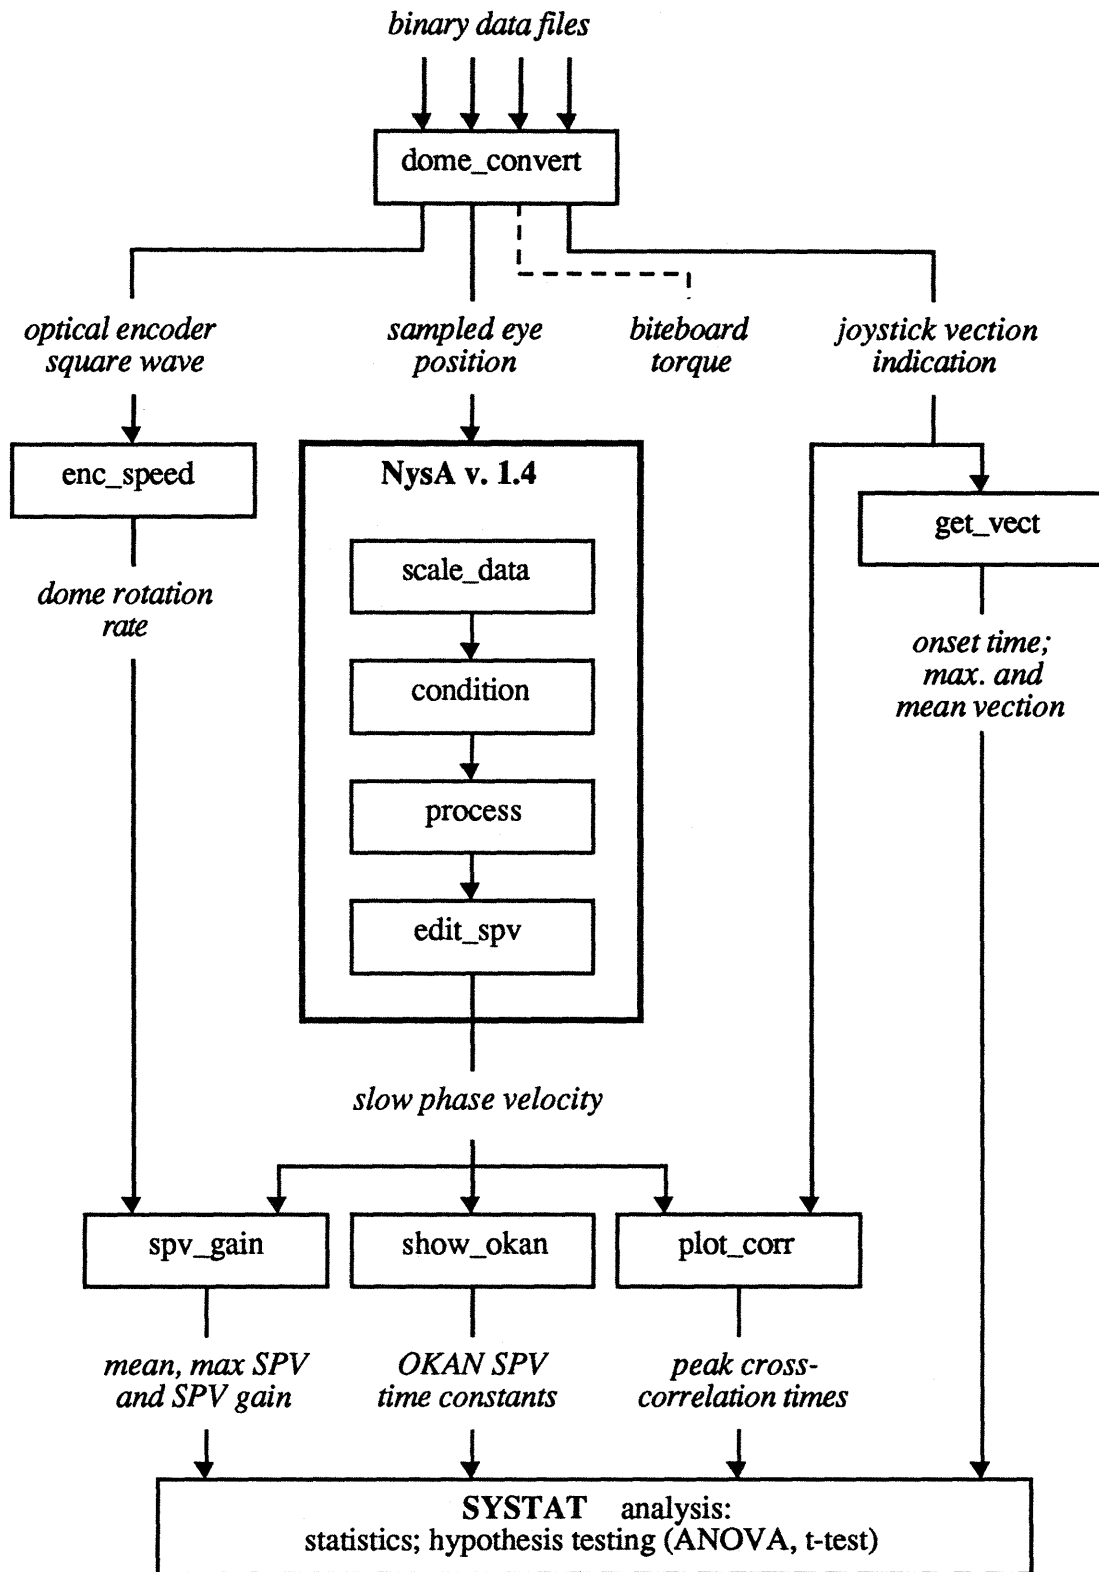 binary data files
dome_convert
optical encoder
square wave
sampled eye
position
biteboard
torque
joystick vection
indication
enc_speed
NysA v. 1.4
get_vect
scale_data
dome rotation
rate
onset time;
max. and
mean vection
condition
process
edit_spv
slow phase velocity
spv_gain
show_okan
plot_corr
mean, max SPV
and SPV gain
OKAN SPV
time constants
peak cross-
correlation times
SYSTAT analysis:
statistics; hypothesis testing (ANOVA, t-test)